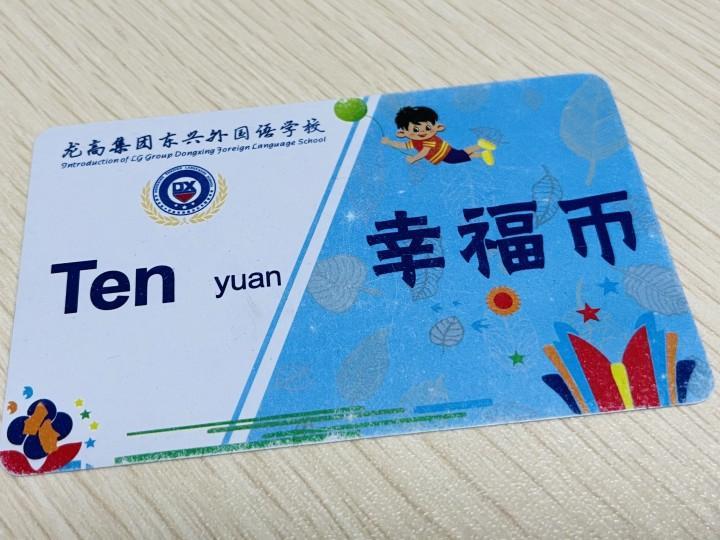 龙高集团东兴外国语学校
Introduction of LG Group Dongxing Foreign Language School
DX
Ten yuan
幸福币